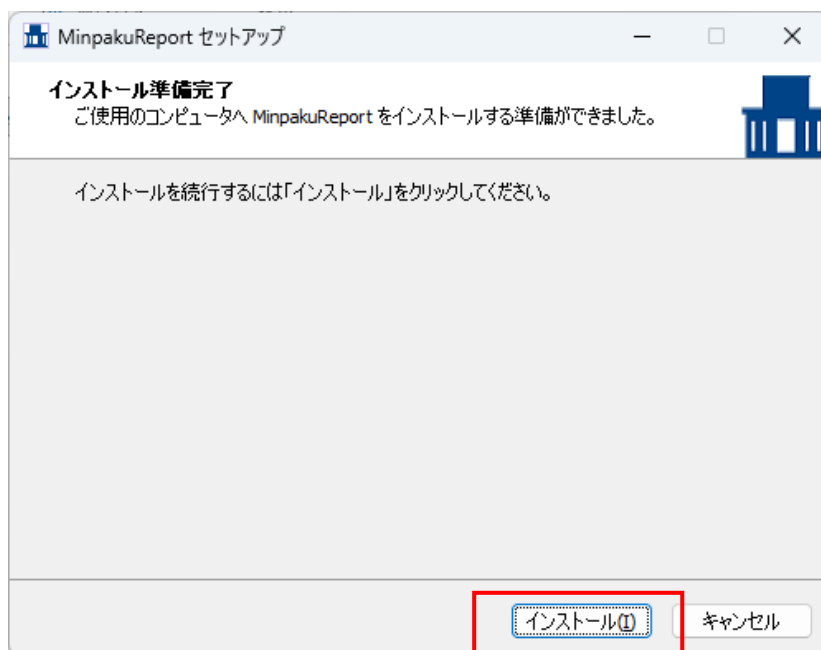 MinpakuReport セットアップ
インストール準備完了
ご使用のコンピュータへ MinpakuReport をインストールする準備ができました。
インストールを続行するには「インストール」をクリックしてください。
インストール(I)
キャンセル